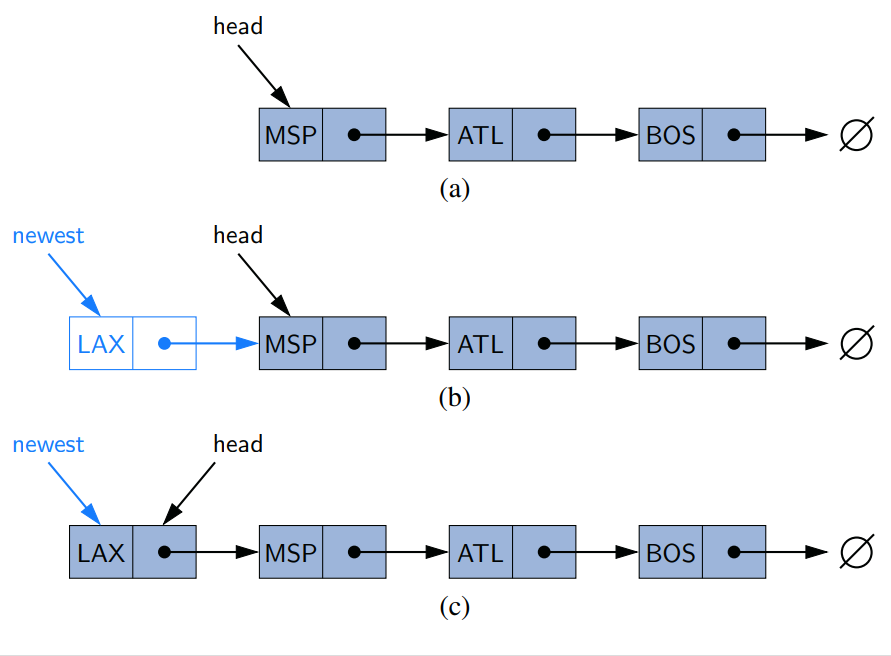 head
MSP ATL BOS ∅
(a)
newest head
LAX MSP ATL BOS ∅
(b)
newest head
LAX MSP ATL BOS ∅
(c)